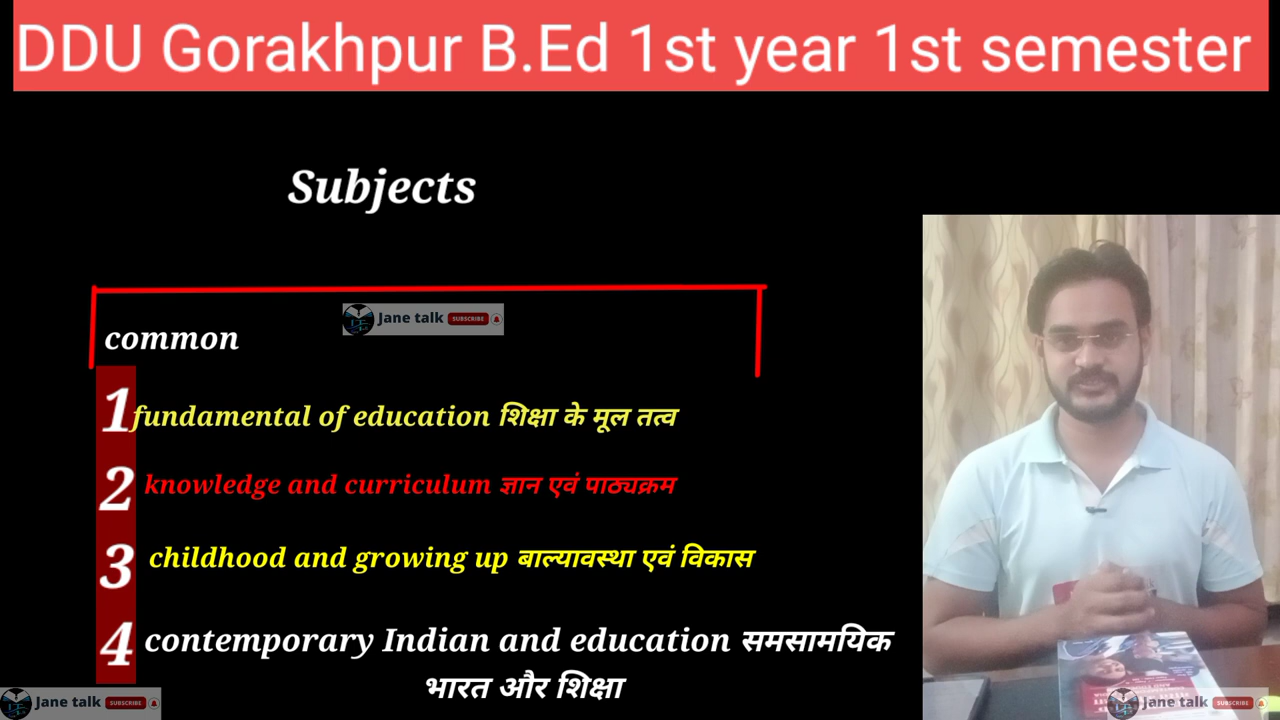 DDU Gorakhpur B.Ed 1st year 1st semester
Subjects
Jane talk SUBSCRIBE
common
1 fundamental of education शिक्षा के मूल तत्व
2 knowledge and curriculum ज्ञान एवं पाठ्यक्रम
3 childhood and growing up बाल्यावस्था एवं विकास
4 contemporary Indian and education समसामयिक
भारत और शिक्षा
Jane talk SUBSCRIBE
Jane talk SUBSCRIBE